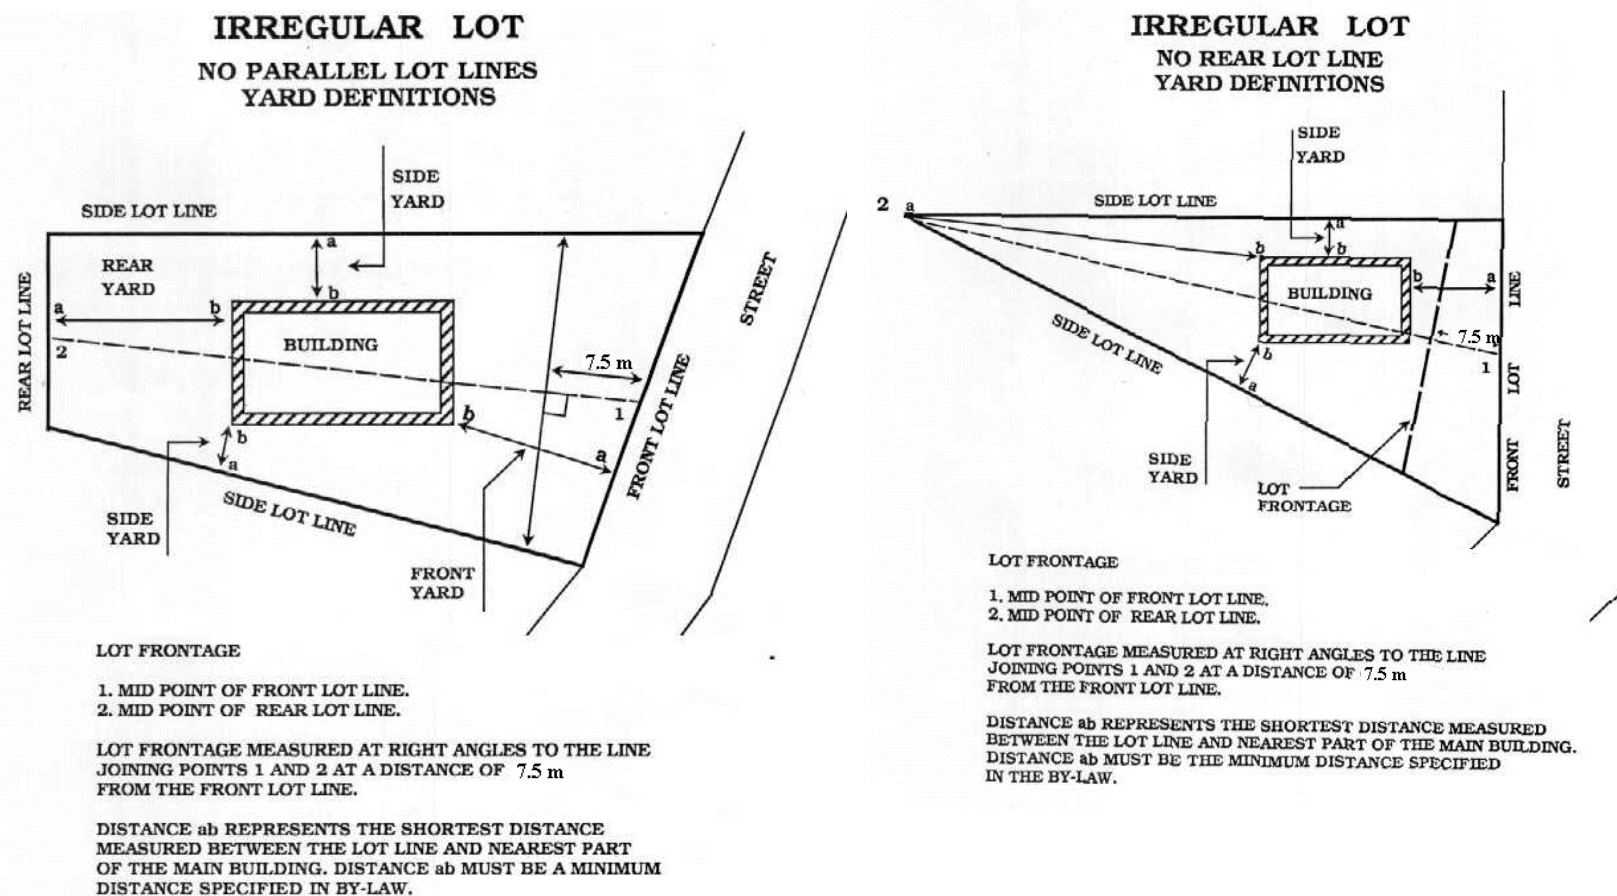 IRREGULAR LOT
NO PARALLEL LOT LINES
YARD DEFINITIONS
SIDE
YARD
SIDE LOT LINE
REAR
YARD
a
a
b
b
REAR LOT LINE
2
BUILDING
7.5 m
1
STREET
FRONT LOT LINE
b
a
b
a
SIDE
YARD
SIDE LOT LINE
FRONT
YARD
LOT FRONTAGE
1. MID POINT OF FRONT LOT LINE.
2. MID POINT OF REAR LOT LINE.
LOT FRONTAGE MEASURED AT RIGHT ANGLES TO THE LINE
JOINING POINTS 1 AND 2 AT A DISTANCE OF 7.5 m
FROM THE FRONT LOT LINE.
DISTANCE ab REPRESENTS THE SHORTEST DISTANCE
MEASURED BETWEEN THE LOT LINE AND NEAREST PART
OF THE MAIN BUILDING. DISTANCE ab MUST BE A MINIMUM
DISTANCE SPECIFIED IN BY-LAW.
IRREGULAR LOT
NO REAR LOT LINE
YARD DEFINITIONS
SIDE
YARD
2 a
SIDE LOT LINE
a
b
b
b
a
BUILDING
7.5 m
1
FRONT LOT LINE
STREET
SIDE LOT LINE
b
a
SIDE
YARD
LOT
FRONTAGE
LOT FRONTAGE
1. MID POINT OF FRONT LOT LINE.
2. MID POINT OF REAR LOT LINE.
LOT FRONTAGE MEASURED AT RIGHT ANGLES TO THE LINE
JOINING POINTS 1 AND 2 AT A DISTANCE OF 7.5 m
FROM THE FRONT LOT LINE.
DISTANCE ab REPRESENTS THE SHORTEST DISTANCE MEASURED
BETWEEN THE LOT LINE AND NEAREST PART OF THE MAIN BUILDING.
DISTANCE ab MUST BE THE MINIMUM DISTANCE SPECIFIED
IN THE BY-LAW.